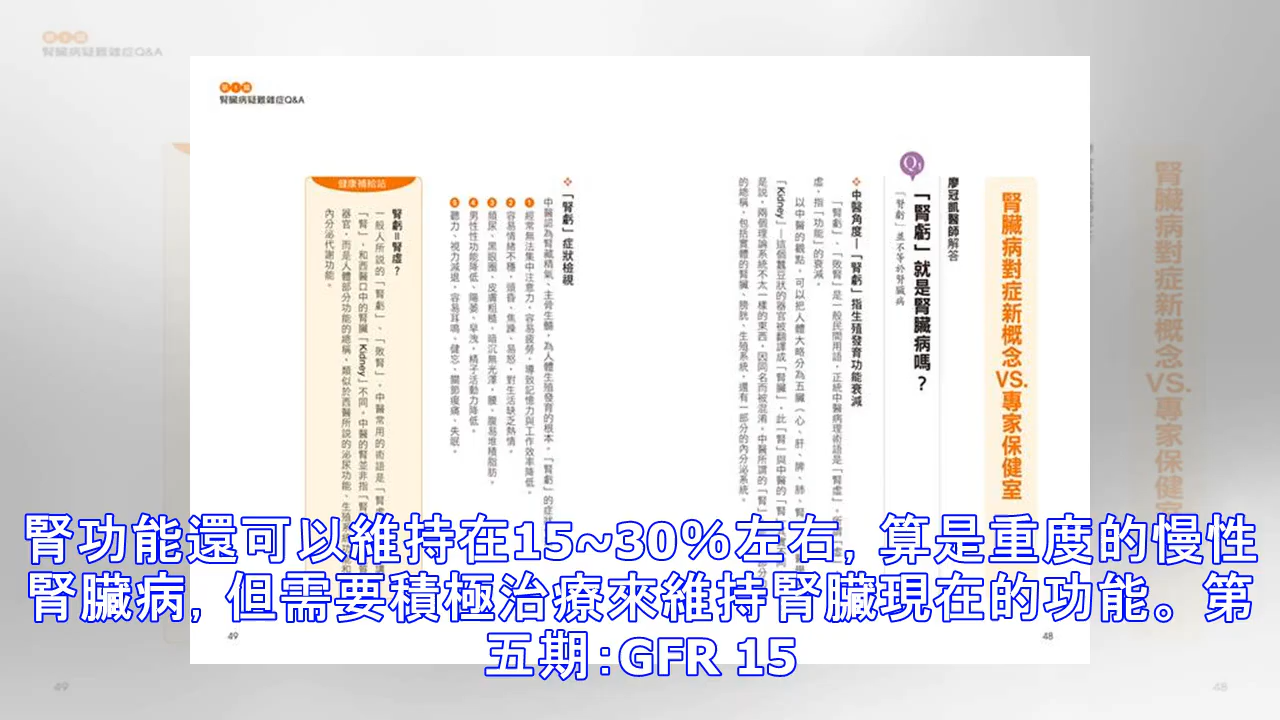 第1篇
腎臟病疑難雜症Q&A
腎臟病對症新概念VS.專家保健室
廖冠凱醫師解答
Q1
「腎虧」就是腎臟病嗎？
「腎虧」並不等於腎臟病
中醫角度—「腎虧」指生殖發育功能衰減
「腎虧」、「敗腎」是一般民間用語，正統中醫病理術語是「腎虛」，所謂「虛」
虛，指「功能」的衰減。
以中醫的觀點，可以把人體大略分為五臟（心、肝、脾、肺、腎
「Kidney」—這個蠶豆狀的器官被翻譯成「腎臟」，此「腎」與中醫的「腎
是說，兩個理論系統不太一樣的東西，因同名而被混淆。中醫所謂的「腎」
的總稱，包括實體的腎臟、膀胱、生殖系統，還有一部分的內分泌系統。
「腎虧」症狀檢視
中醫認為腎藏精氣、主骨生髓，為人體生殖發育的根本，「腎虧」的症狀
1 經常無法集中注意力，容易疲勞，導致記憶力與工作效率降低。
2 容易情緒不穩、頭昏、焦躁、易怒，對生活缺乏熱情。
3 頻尿、黑眼圈、皮膚粗糙、暗沉無光澤，腰、腹易堆積脂肪。
4 男性性功能降低、陽萎、早洩，精子活動力降低。
5 聽力、視力減退，容易耳鳴、健忘、關節痠痛、失眠。
健康補給站
腎虧＝腎虛？
一般人所說的「腎虧」、「敗腎」，中醫常用的術語是「腎虛
「腎」，和西醫口中的腎臟「Kidney」不同，中醫的腎並非指「腎
器官，而是人體部分功能的總稱，類似於西醫所說的泌尿功能、生殖系統功能和
內分泌代謝功能。
49
48
腎功能還可以維持在15~30%左右, 算是重度的慢性
腎臟病, 但需要積極治療來維持腎臟現在的功能。第
五期:GFR 15